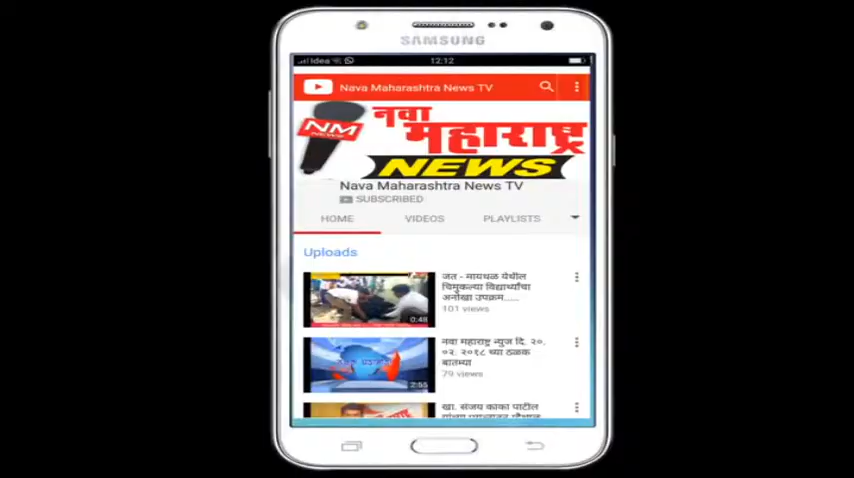 SAMSUNG
Idea
12:12
Nava Maharashtra News TV
NM
NEWS
नवा
महाराष्ट्र
NEWS
Nava Maharashtra News TV
SUBSCRIBED
HOME VIDEOS PLAYLISTS
Uploads
जत - मायथळ येथील
चिमुकल्या विद्यार्थ्यांचा
अनोखा उपक्रम.....
101 views
0:48
नवा महाराष्ट्र न्युज दि. २०.
०२. २०१८ च्या ठळक
बातम्या
79 views
2:55
खा. संजय काका पाटील